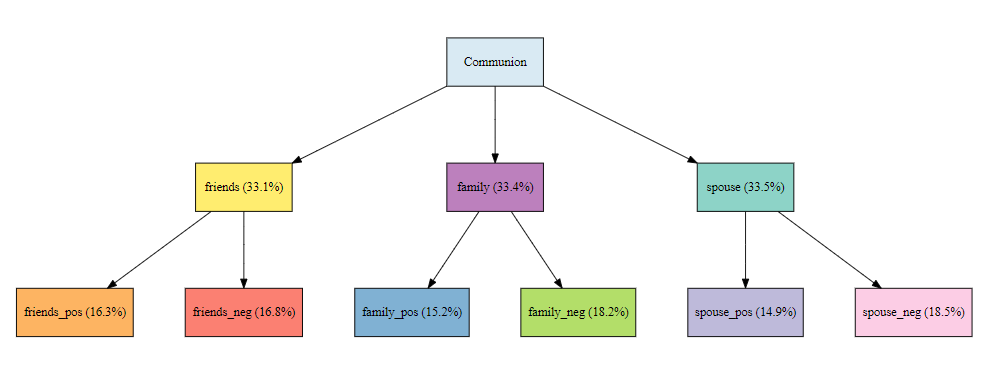 Communion
friends (33.1%)
family (33.4%)
spouse (33.5%)
friends_pos (16.3%)
friends_neg (16.8%)
family_pos (15.2%)
family_neg (18.2%)
spouse_pos (14.9%)
spouse_neg (18.5%)